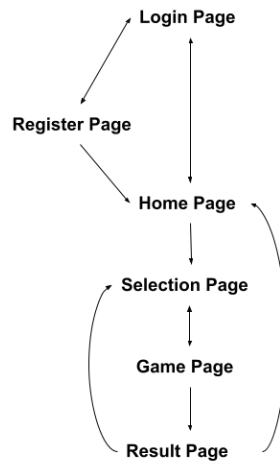 Login Page
Register Page
Home Page
Selection Page
Game Page
Result Page